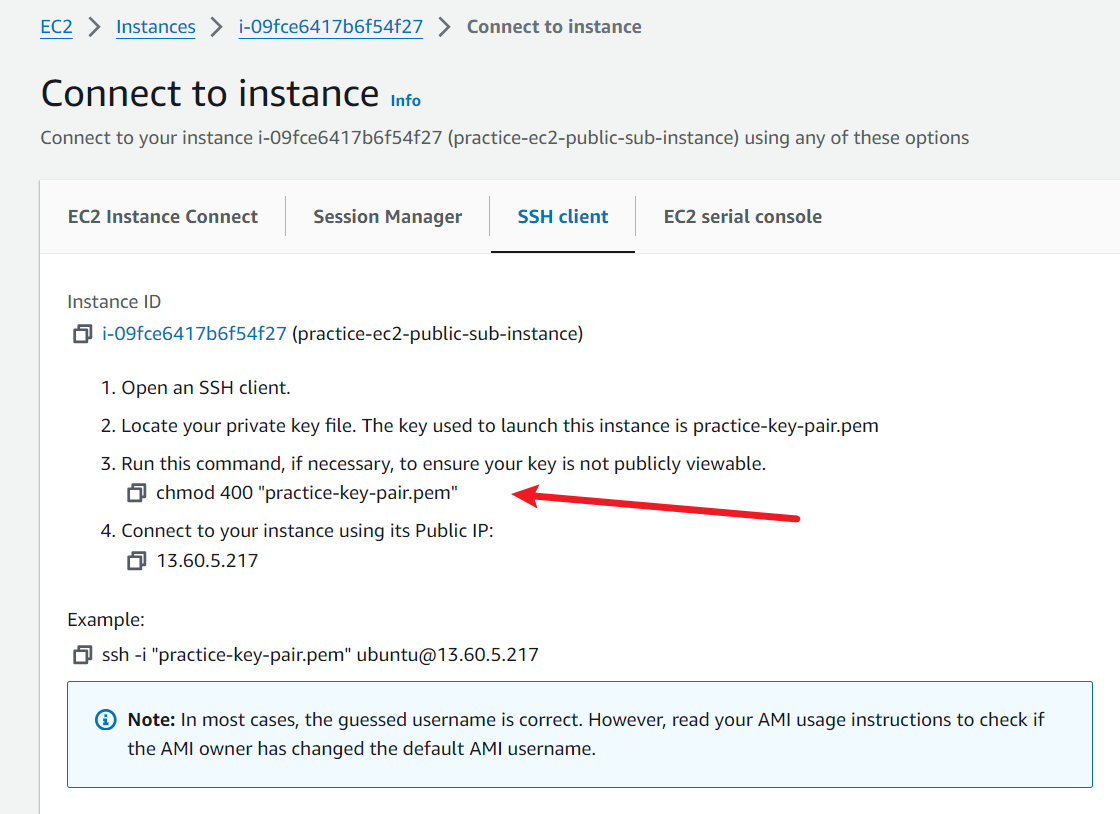 EC2 > Instances > i-09fce6417b6f54f27 > Connect to instance
Connect to instance Info
Connect to your instance i-09fce6417b6f54f27 (practice-ec2-public-sub-instance) using any of these options
EC2 Instance Connect Session Manager SSH client EC2 serial console
Instance ID
i-09fce6417b6f54f27 (practice-ec2-public-sub-instance)
1. Open an SSH client.
2. Locate your private key file. The key used to launch this instance is practice-key-pair.pem
3. Run this command, if necessary, to ensure your key is not publicly viewable.
chmod 400 "practice-key-pair.pem"
4. Connect to your instance using its Public IP:
13.60.5.217
Example:
ssh -i "practice-key-pair.pem" ubuntu@13.60.5.217
Note: In most cases, the guessed username is correct. However, read your AMI usage instructions to check if
the AMI owner has changed the default AMI username.